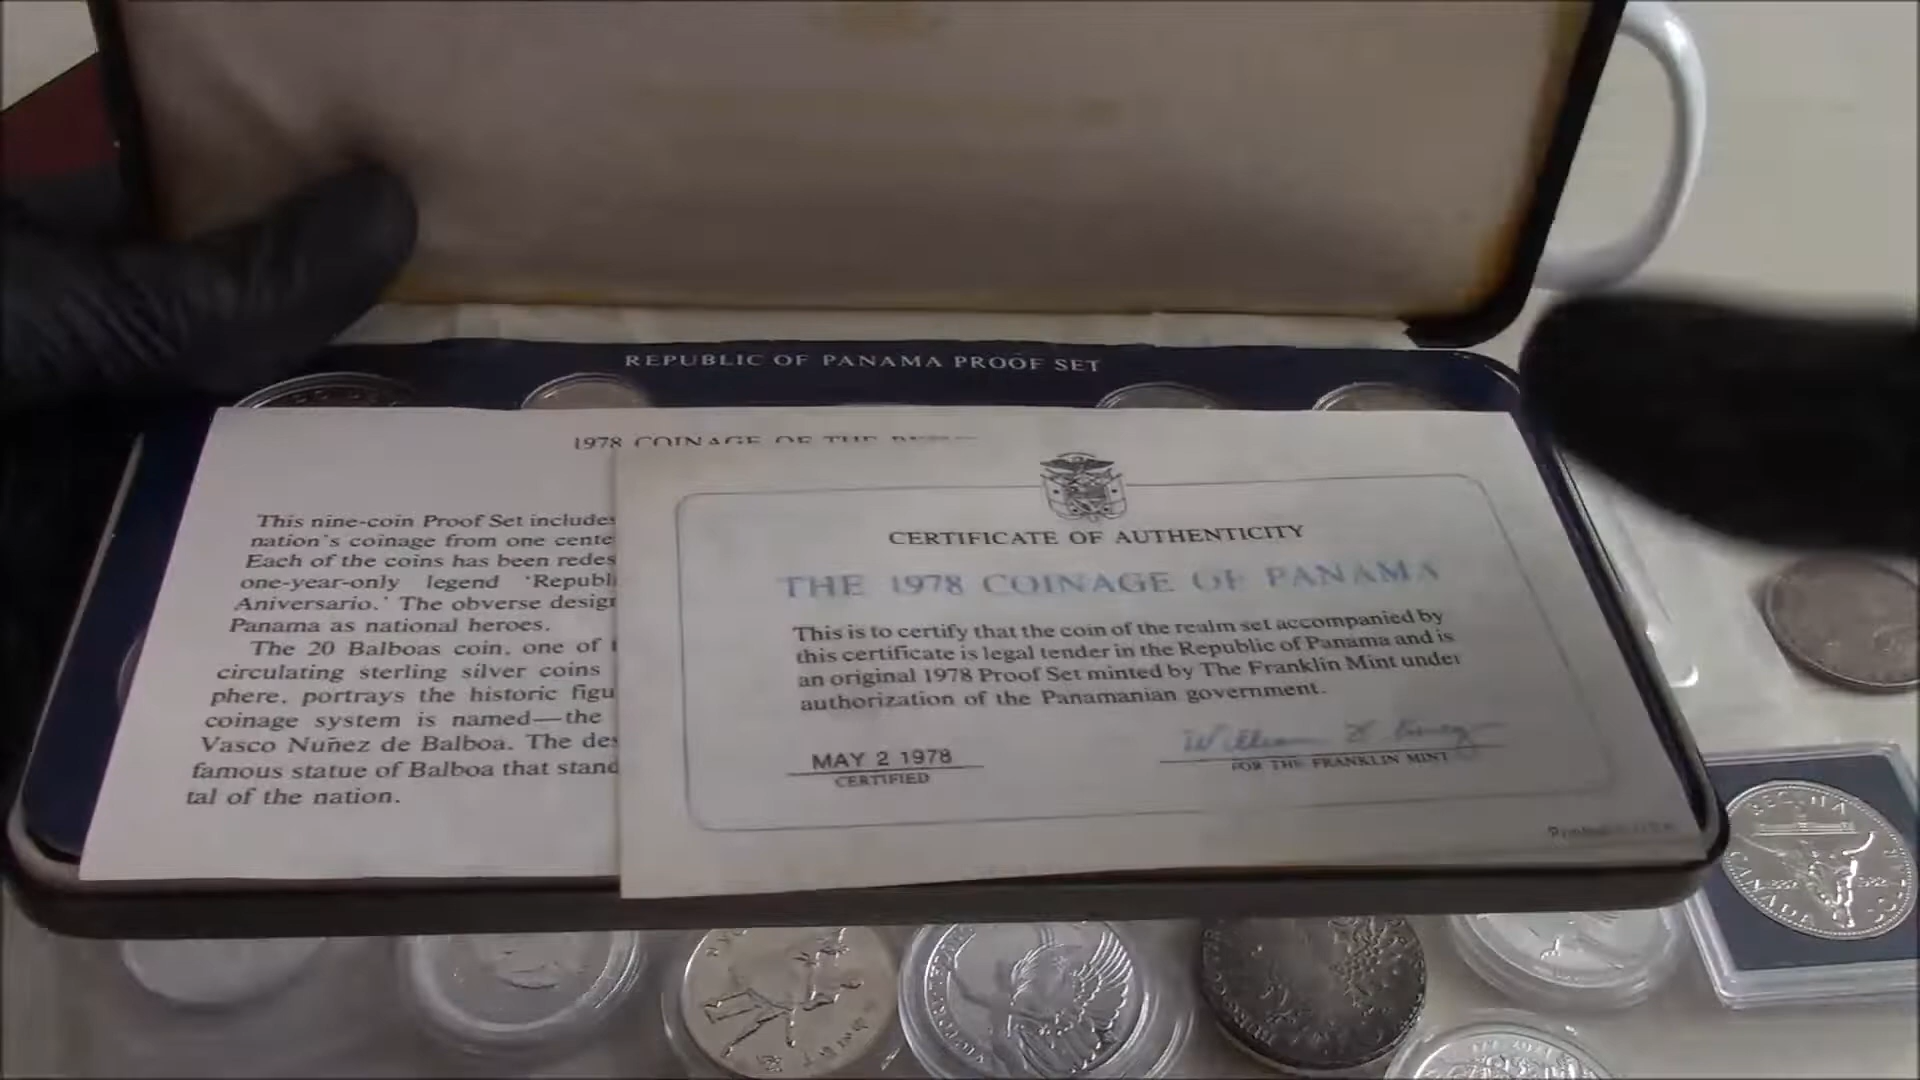 REPUBLIC OF PANAMA PROOF SET
1978 COINAGE OF THE
This nine-coin Proof Set includes
nation's coinage from one cente
Each of the coins has been redes
one-year-only legend 'Republi
Aniversario.' The obverse design
Panama as national heroes.
The 20 Balboas coin, one of t
circulating sterling silver coins
phere, portrays the historic figu
coinage system is named—the
Vasco Nuñez de Balboa. The des
famous statue of Balboa that stand
tal of the nation.
CERTIFICATE OF AUTHENTICITY
THE 1978 COINAGE OF PANAMA
This is to certify that the coin of the realm set accompanied by
this certificate is legal tender in the Republic of Panama and is
an original 1978 Proof Set minted by The Franklin Mint under
authorization of the Panamanian government.
MAY 2 1978
CERTIFIED
FOR THE FRANKLIN MINT
REGINA
CANADA